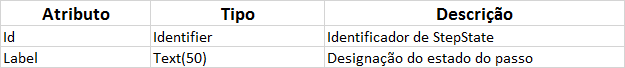 Atributo Tipo Descrição
Id Identifier Identificador de StepState
Label Text(50) Designação do estado do passo